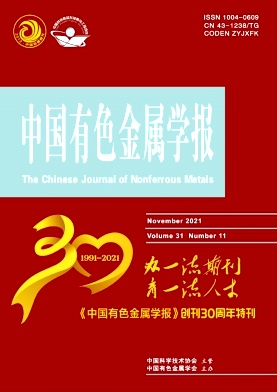 ISSN 1004-0609
CN 43-1238/TG
CODEN ZYJXFK
中国有色金属学报
The Chinese Journal of Nonferrous Metals
November 2021
Volume 31 Number 11
30
1991-2021
办一流期刊
育一流人才
《中国有色金属学报》创刊30周年特刊
中国科学技术协会 主管
中国有色金属学会 主办